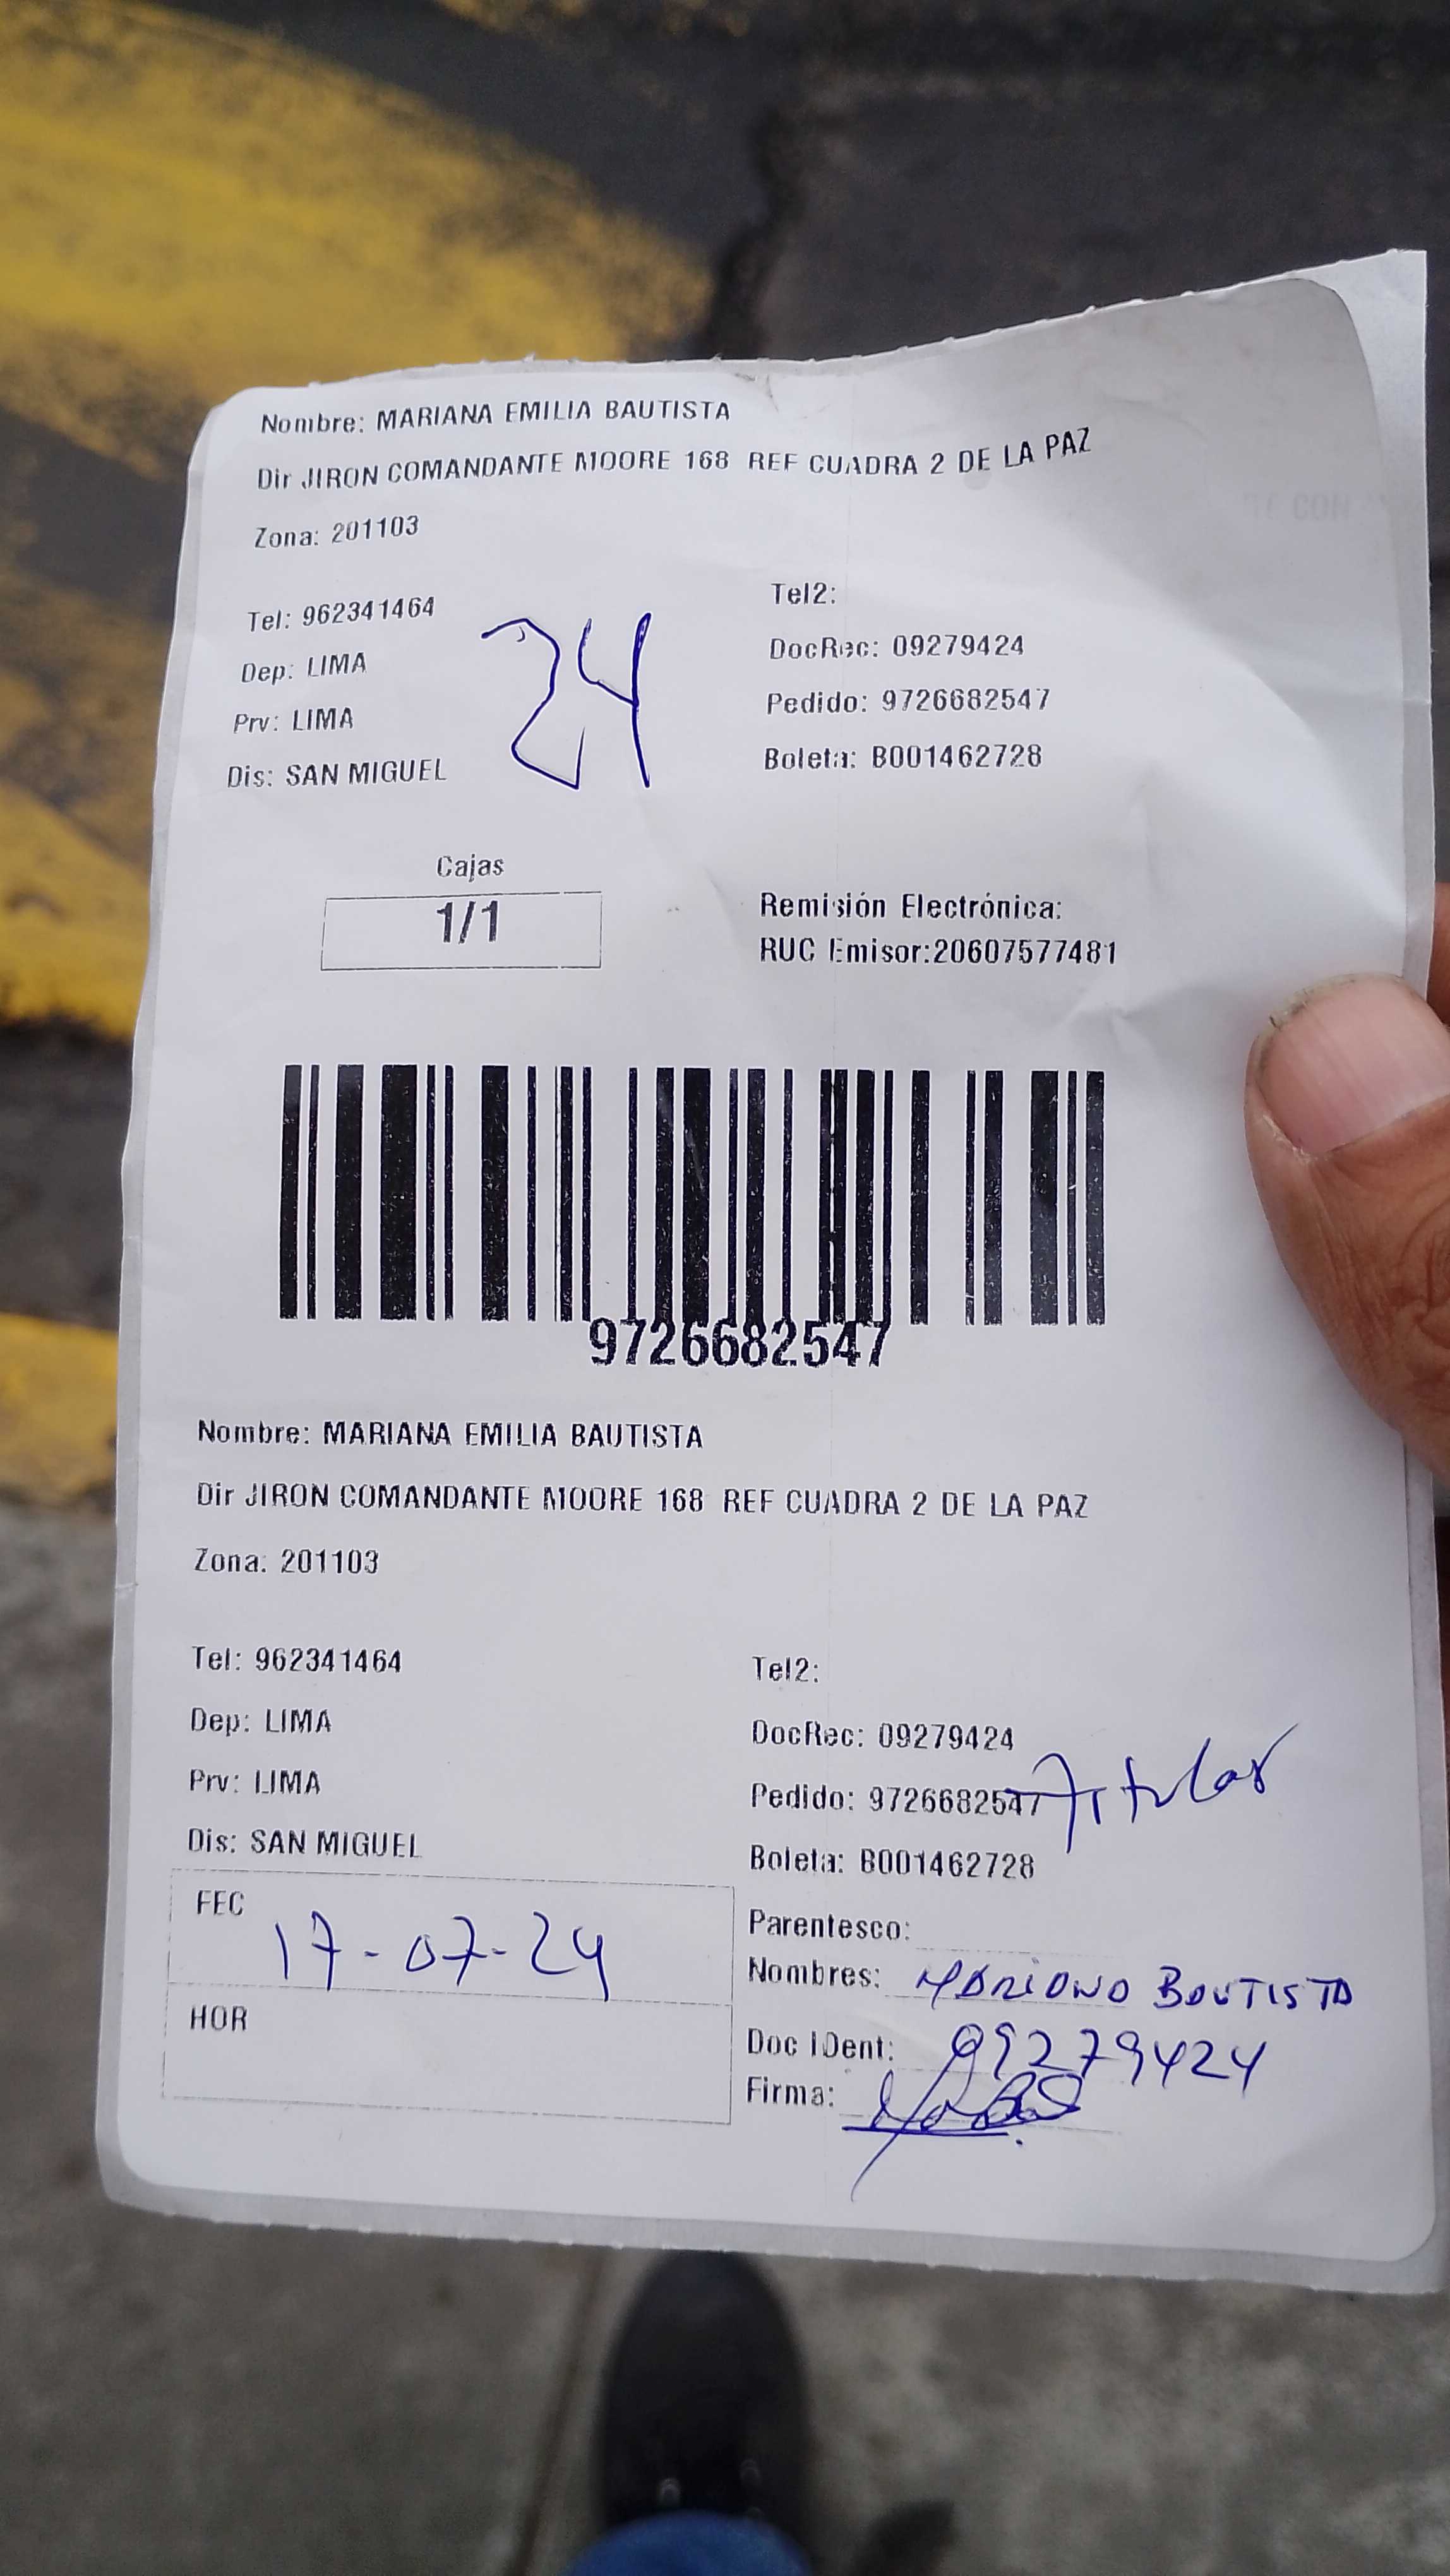 Nombre: MARIANA EMILIA BAUTISTA
Dir JIRON COMANDANTE MOORE 168 REF CUADRA 2 DE LA PAZ
Zona: 201103
Tel: 962341464
Dep: LIMA
Prv: LIMA
Dis: SAN MIGUEL
24
Tel2:
DocRec: 09279424
Pedido: 9726682547
Boleta: B001462728
Cajas
1/1
Remisión Electrónica:
RUC Emisor:20607577481
9726682547
Nombre: MARIANA EMILIA BAUTISTA
Dir JIRON COMANDANTE MOORE 168 REF CUADRA 2 DE LA PAZ
Zona: 201103
Tel: 962341464
Dep: LIMA
Prv: LIMA
Dis: SAN MIGUEL
Tel2:
DocRec: 09279424
Pedido: 9726682547
Titular
Boleta: B001462728
FEC 17-07-24
HOR
Parentesco:
Nombres: MARIANA BAUTISTA
Doc IDent: 09279424
Firma: